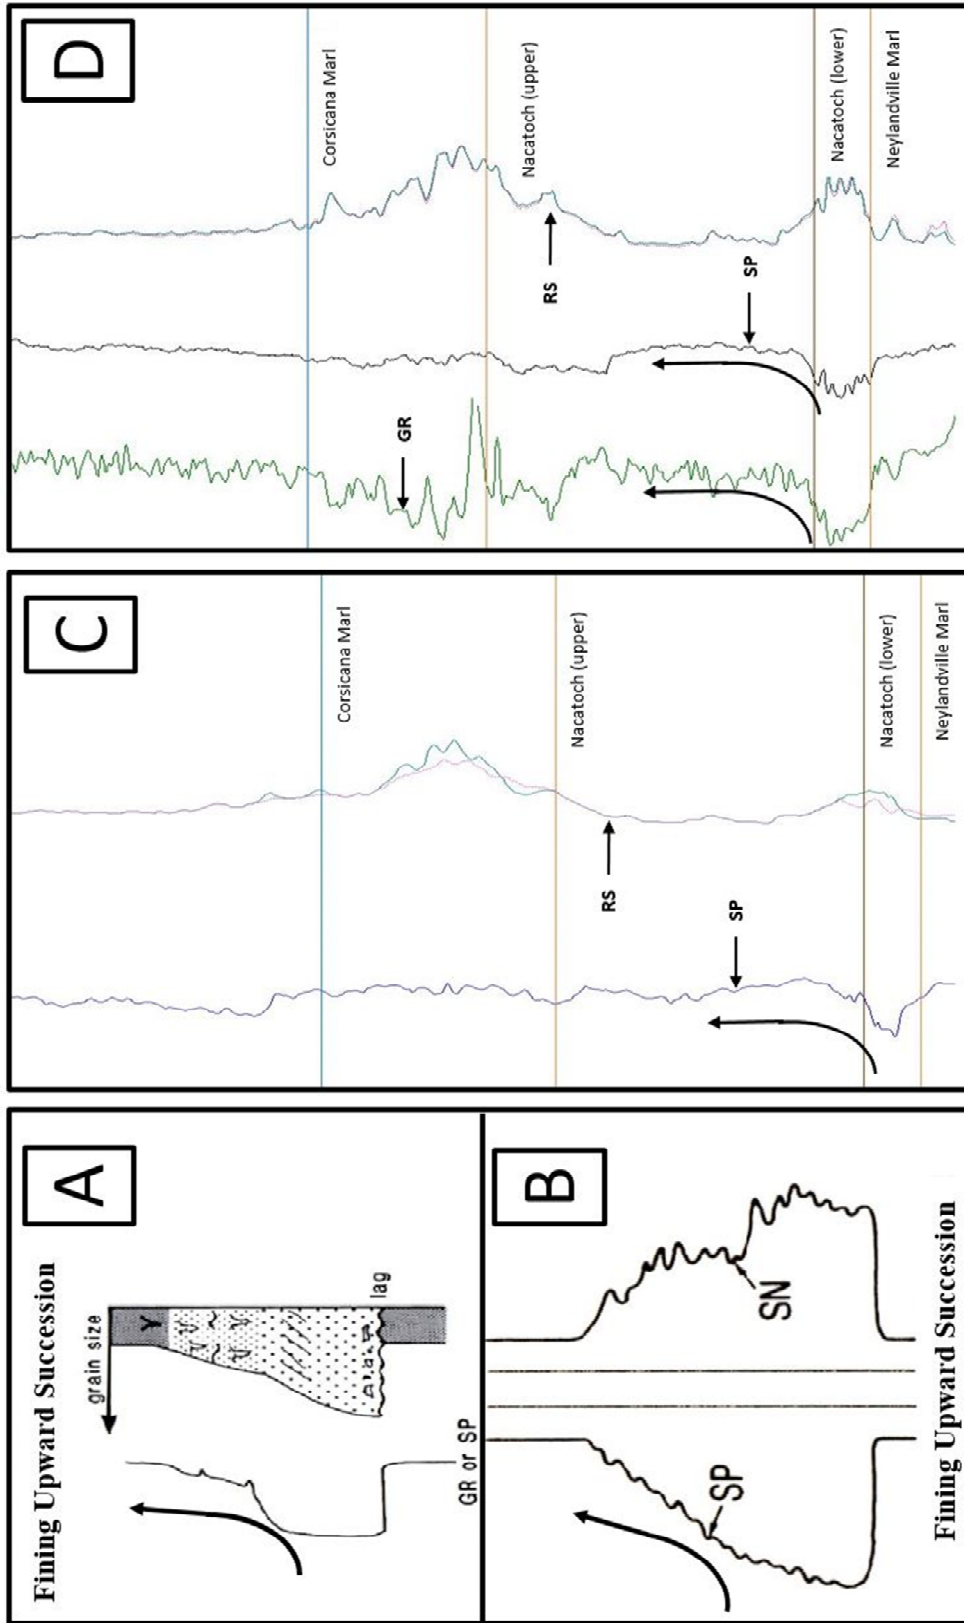 A
Fining Upward Succession
grain size
lag
GR or SP
B
SP
SN
Fining Upward Succession
C
Corsicana Marl
RS
Nacatoch (upper)
SP
Nacatoch (lower)
Neylandville Marl
D
Corsicana Marl
GR
Nacatoch (upper)
RS
SP
Nacatoch (lower)
Neylandville Marl